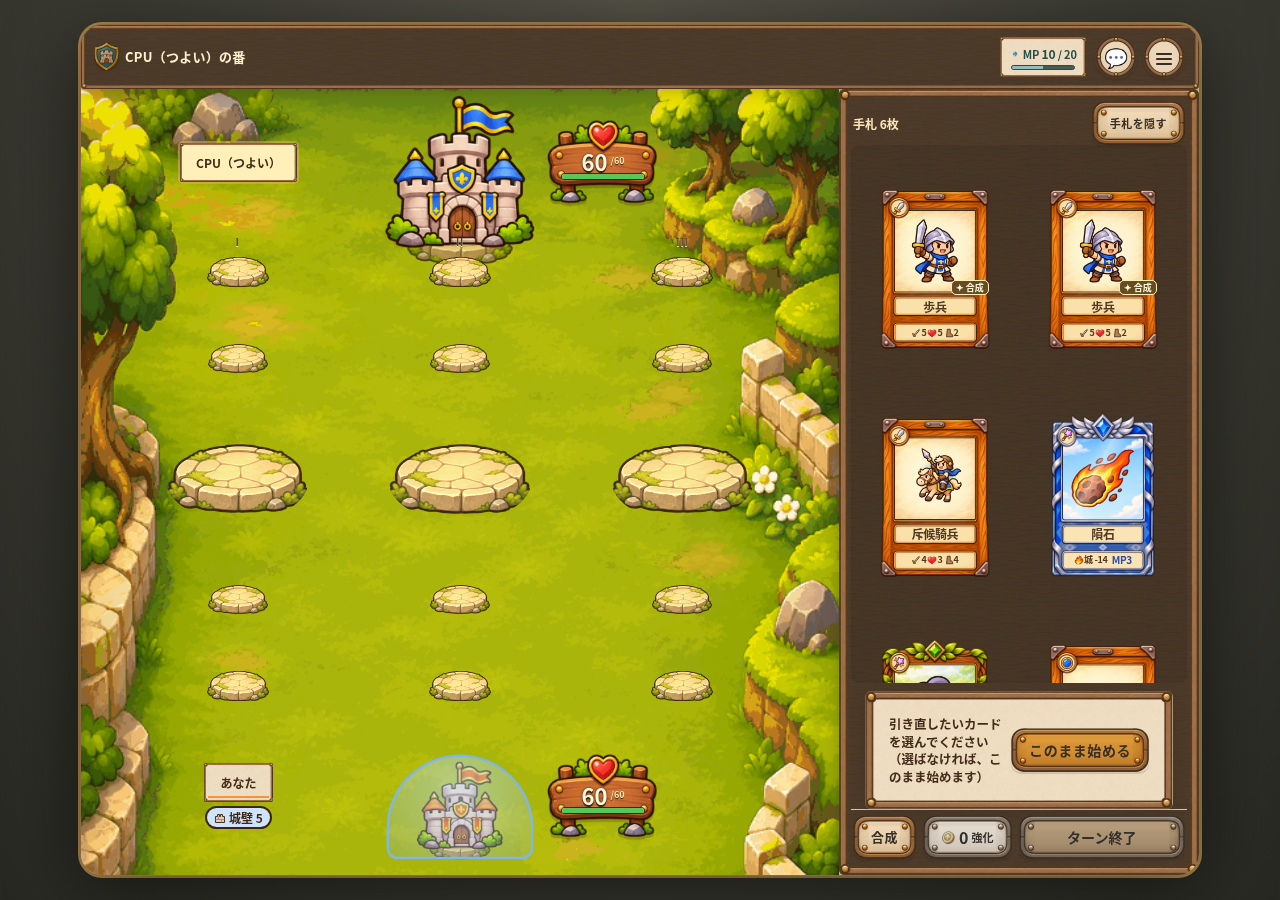 CPU（つよい）の番
MP 10 / 20
手札 6枚
手札を隠す
CPU（つよい）
60 /60
I
II
III
合成
歩兵
5 5 2
合成
歩兵
5 5 2
斥候騎兵
4 3 4
隕石
城-14 MP3
引き直したいカード
を選んでください
（選ばなければ、こ
のまま始めます）
このまま始める
あなた
城壁 5
60 /60
合成
0 強化
ターン終了